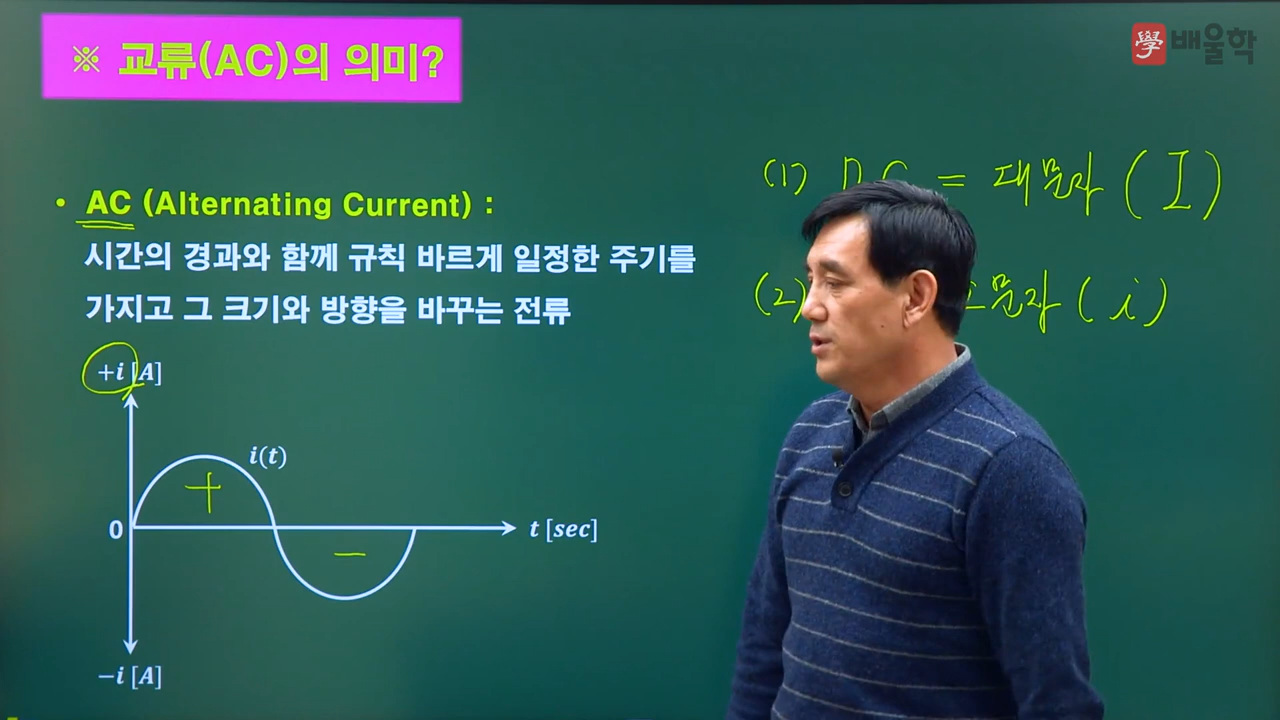 ※ 교류(AC)의 의미?
學 배울학
• AC (Alternating Current) :
시간의 경과와 함께 규칙 바르게 일정한 주기를
가지고 그 크기와 방향을 바꾸는 전류
(1) DC = 대문자 ( I )
(2) 소문자 ( i )
+i [A]
i(t)
+
0
−
t [sec]
−i [A]